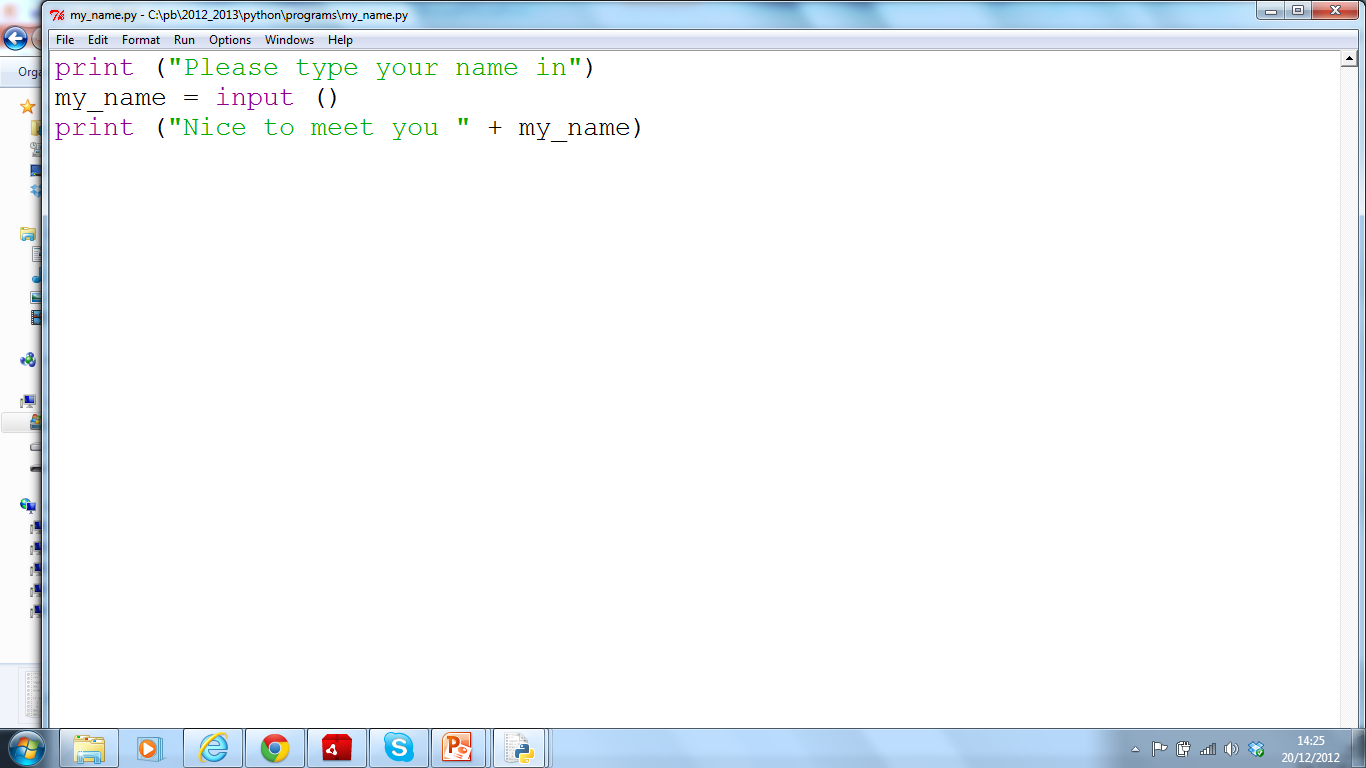 my_name.py - C:\pb\2012_2013\python\programs\my_name.py
File Edit Format Run Options Windows Help
Orga
print ("Please type your name in")
my_name = input ()
print ("Nice to meet you " + my_name)
14:25
20/12/2012